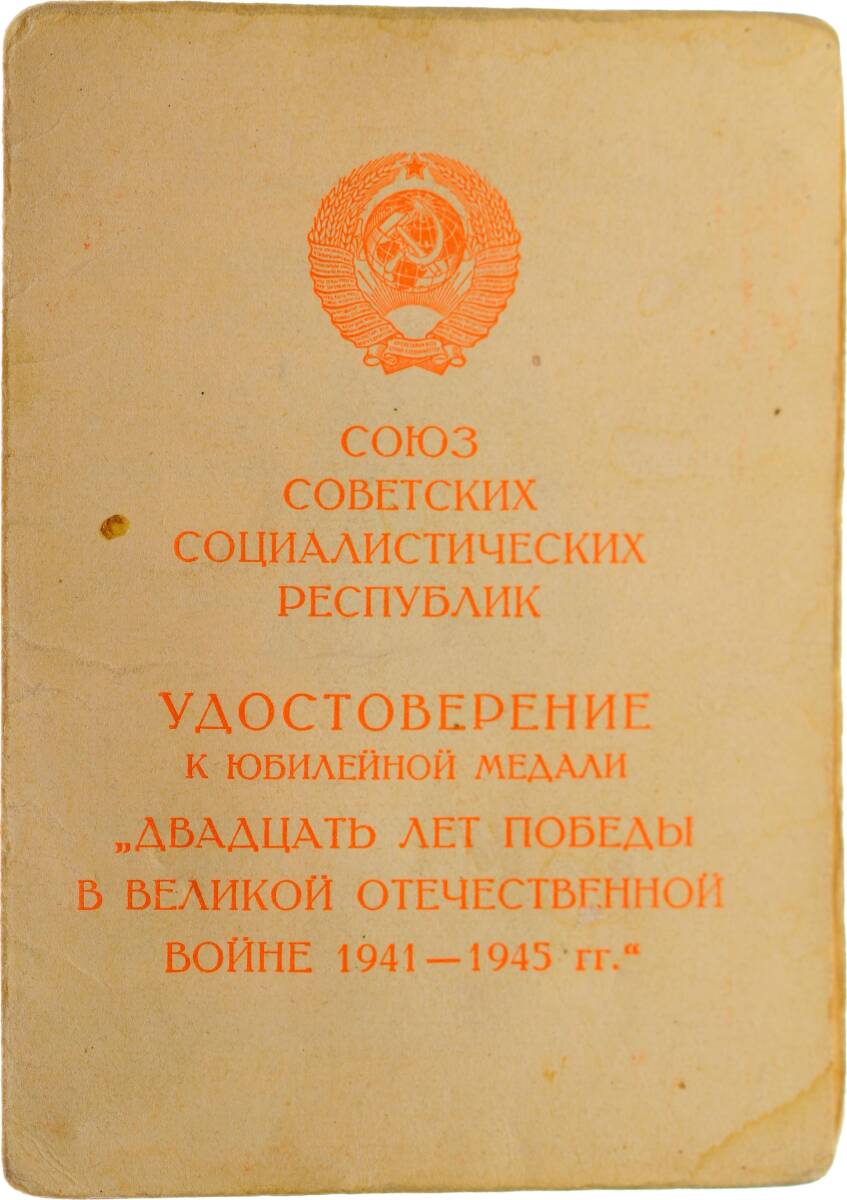 СОЮЗ
СОВЕТСКИХ
СОЦИАЛИСТИЧЕСКИХ
РЕСПУБЛИК
УДОСТОВЕРЕНИЕ
К ЮБИЛЕЙНОЙ МЕДАЛИ
„ДВАДЦАТЬ ЛЕТ ПОБЕДЫ
В ВЕЛИКОЙ ОТЕЧЕСТВЕННОЙ
ВОЙНЕ 1941—1945 гг.“